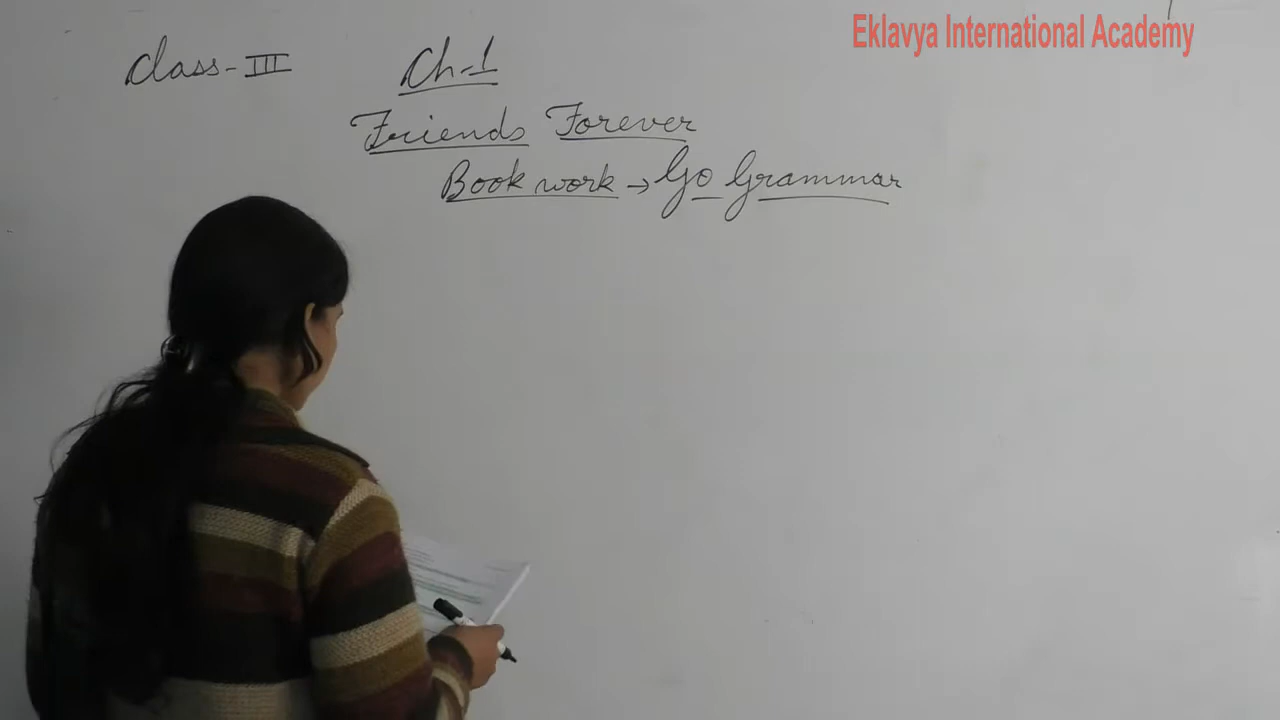 Eklavya International Academy
Class-III Ch-1
Friends Forever
Book work → Go Grammar